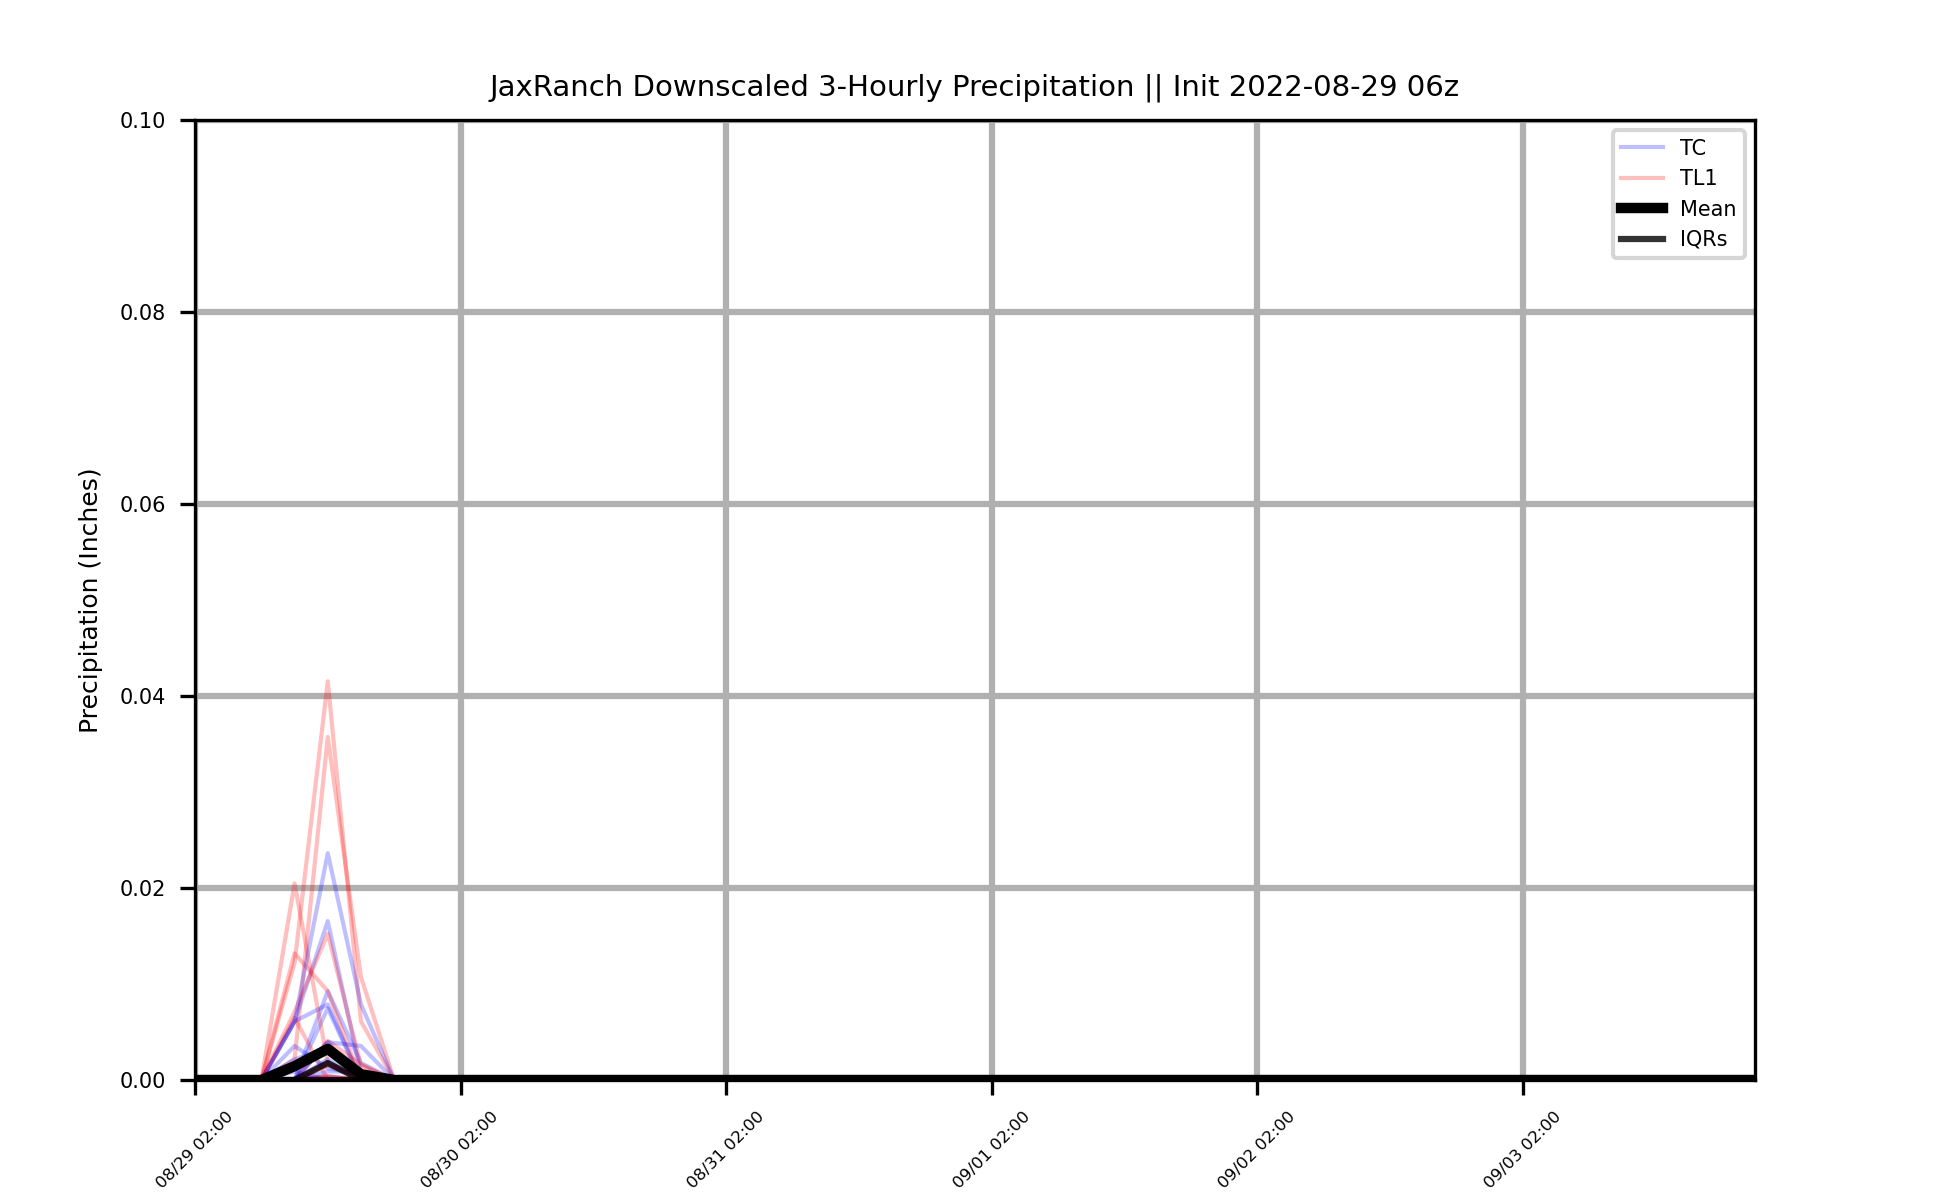 JaxRanch Downscaled 3-Hourly Precipitation || Init 2022-08-29 06z
TC
TL1
Mean
IQRs
Precipitation (Inches)
0.10
0.08
0.06
0.04
0.02
0.00
08/29 02:00
08/30 02:00
08/31 02:00
09/01 02:00
09/02 02:00
09/03 02:00